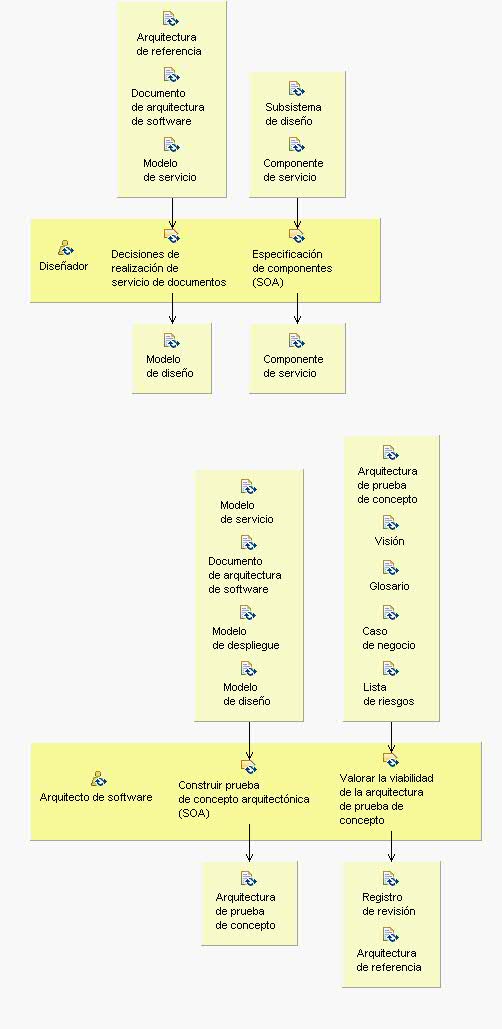 Arquitectura
de referencia
Documento
de arquitectura
de software
Modelo
de servicio
Subsistema
de diseño
Componente
de servicio
Diseñador
Decisiones de
realización de
servicio de documentos
Especificación
de componentes
(SOA)
Modelo
de diseño
Componente
de servicio
Modelo
de servicio
Documento
de arquitectura
de software
Modelo
de despliegue
Modelo
de diseño
Arquitectura
de prueba
de concepto
Visión
Glosario
Caso
de negocio
Lista
de riesgos
Arquitecto de software
Construir prueba
de concepto arquitectónica
(SOA)
Valorar la viabilidad
de la arquitectura
de prueba de
concepto
Arquitectura
de prueba
de concepto
Registro
de revisión
Arquitectura
de referencia